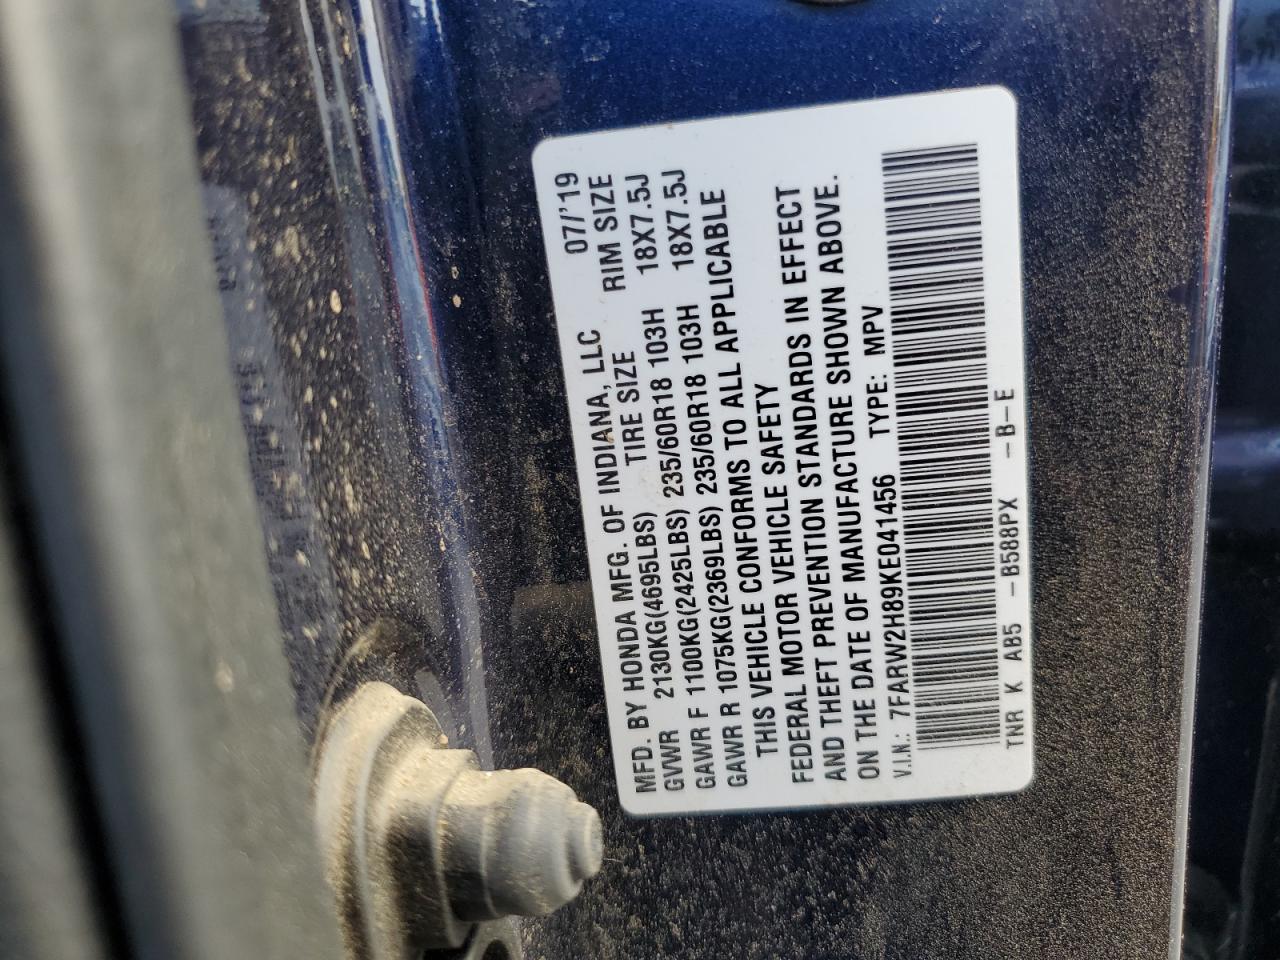 MFD. BY HONDA MFG. OF INDIANA, LLC 07/'19
GVWR 2130KG(4695LBS) TIRE SIZE RIM SIZE
GAWR F 1100KG(2425LBS) 235/60R18 103H 18X7.5J
GAWR R 1075KG(2369LBS) 235/60R18 103H 18X7.5J
THIS VEHICLE CONFORMS TO ALL APPLICABLE
FEDERAL MOTOR VEHICLE SAFETY
AND THEFT PREVENTION STANDARDS IN EFFECT
ON THE DATE OF MANUFACTURE SHOWN ABOVE.
V.I.N.: 7FARW2H89KE041456 TYPE: MPV
TNR K AB5 -B588PX -B-E